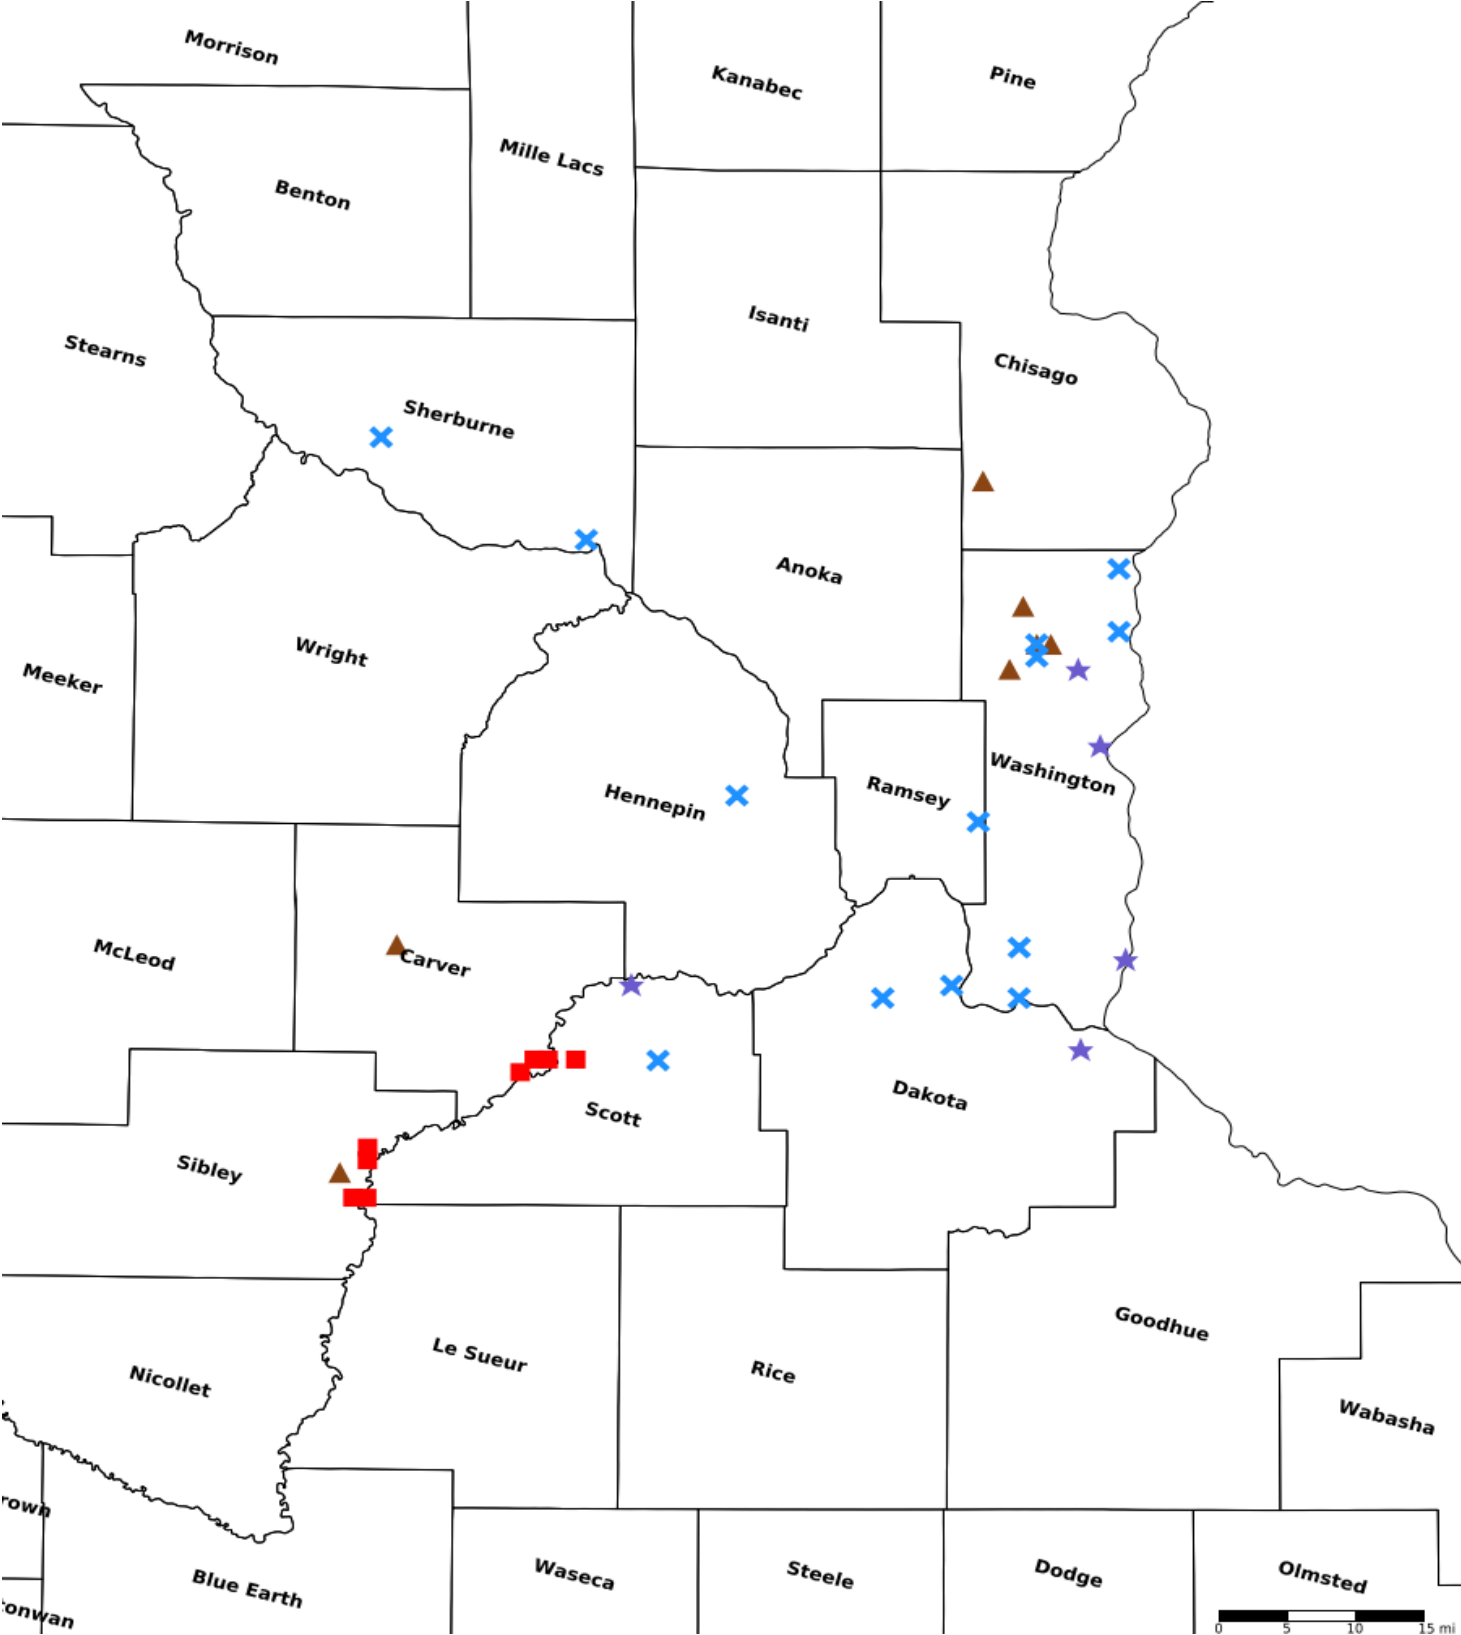 Morrison
Kanabec
Pine
Mille Lacs
Benton
Isanti
Stearns
Chisago
Sherburne
Anoka
Wright
Meeker
Washington
Ramsey
Hennepin
McLeod
Carver
Dakota
Scott
Sibley
Goodhue
Le Sueur
Rice
Nicollet
Wabasha
rown
Waseca
Steele
Dodge
Olmsted
Blue Earth
onwan
0 5 10 15 mi